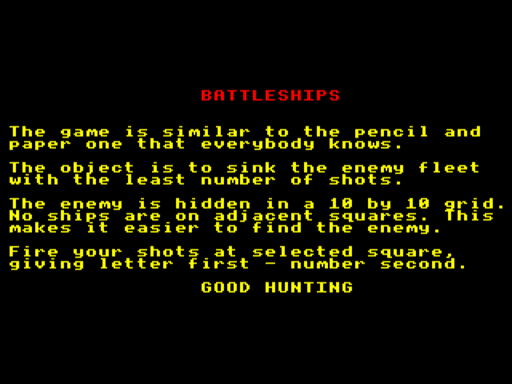 BATTLESHIPS
The game is similar to the pencil and
paper one that everybody knows.
The object is to sink the enemy fleet
with the least number of shots.
The enemy is hidden in a 10 by 10 grid.
No ships are on adjacent squares. This
makes it easier to find the enemy.
Fire your shots at selected square,
giving letter first - number second.
GOOD HUNTING